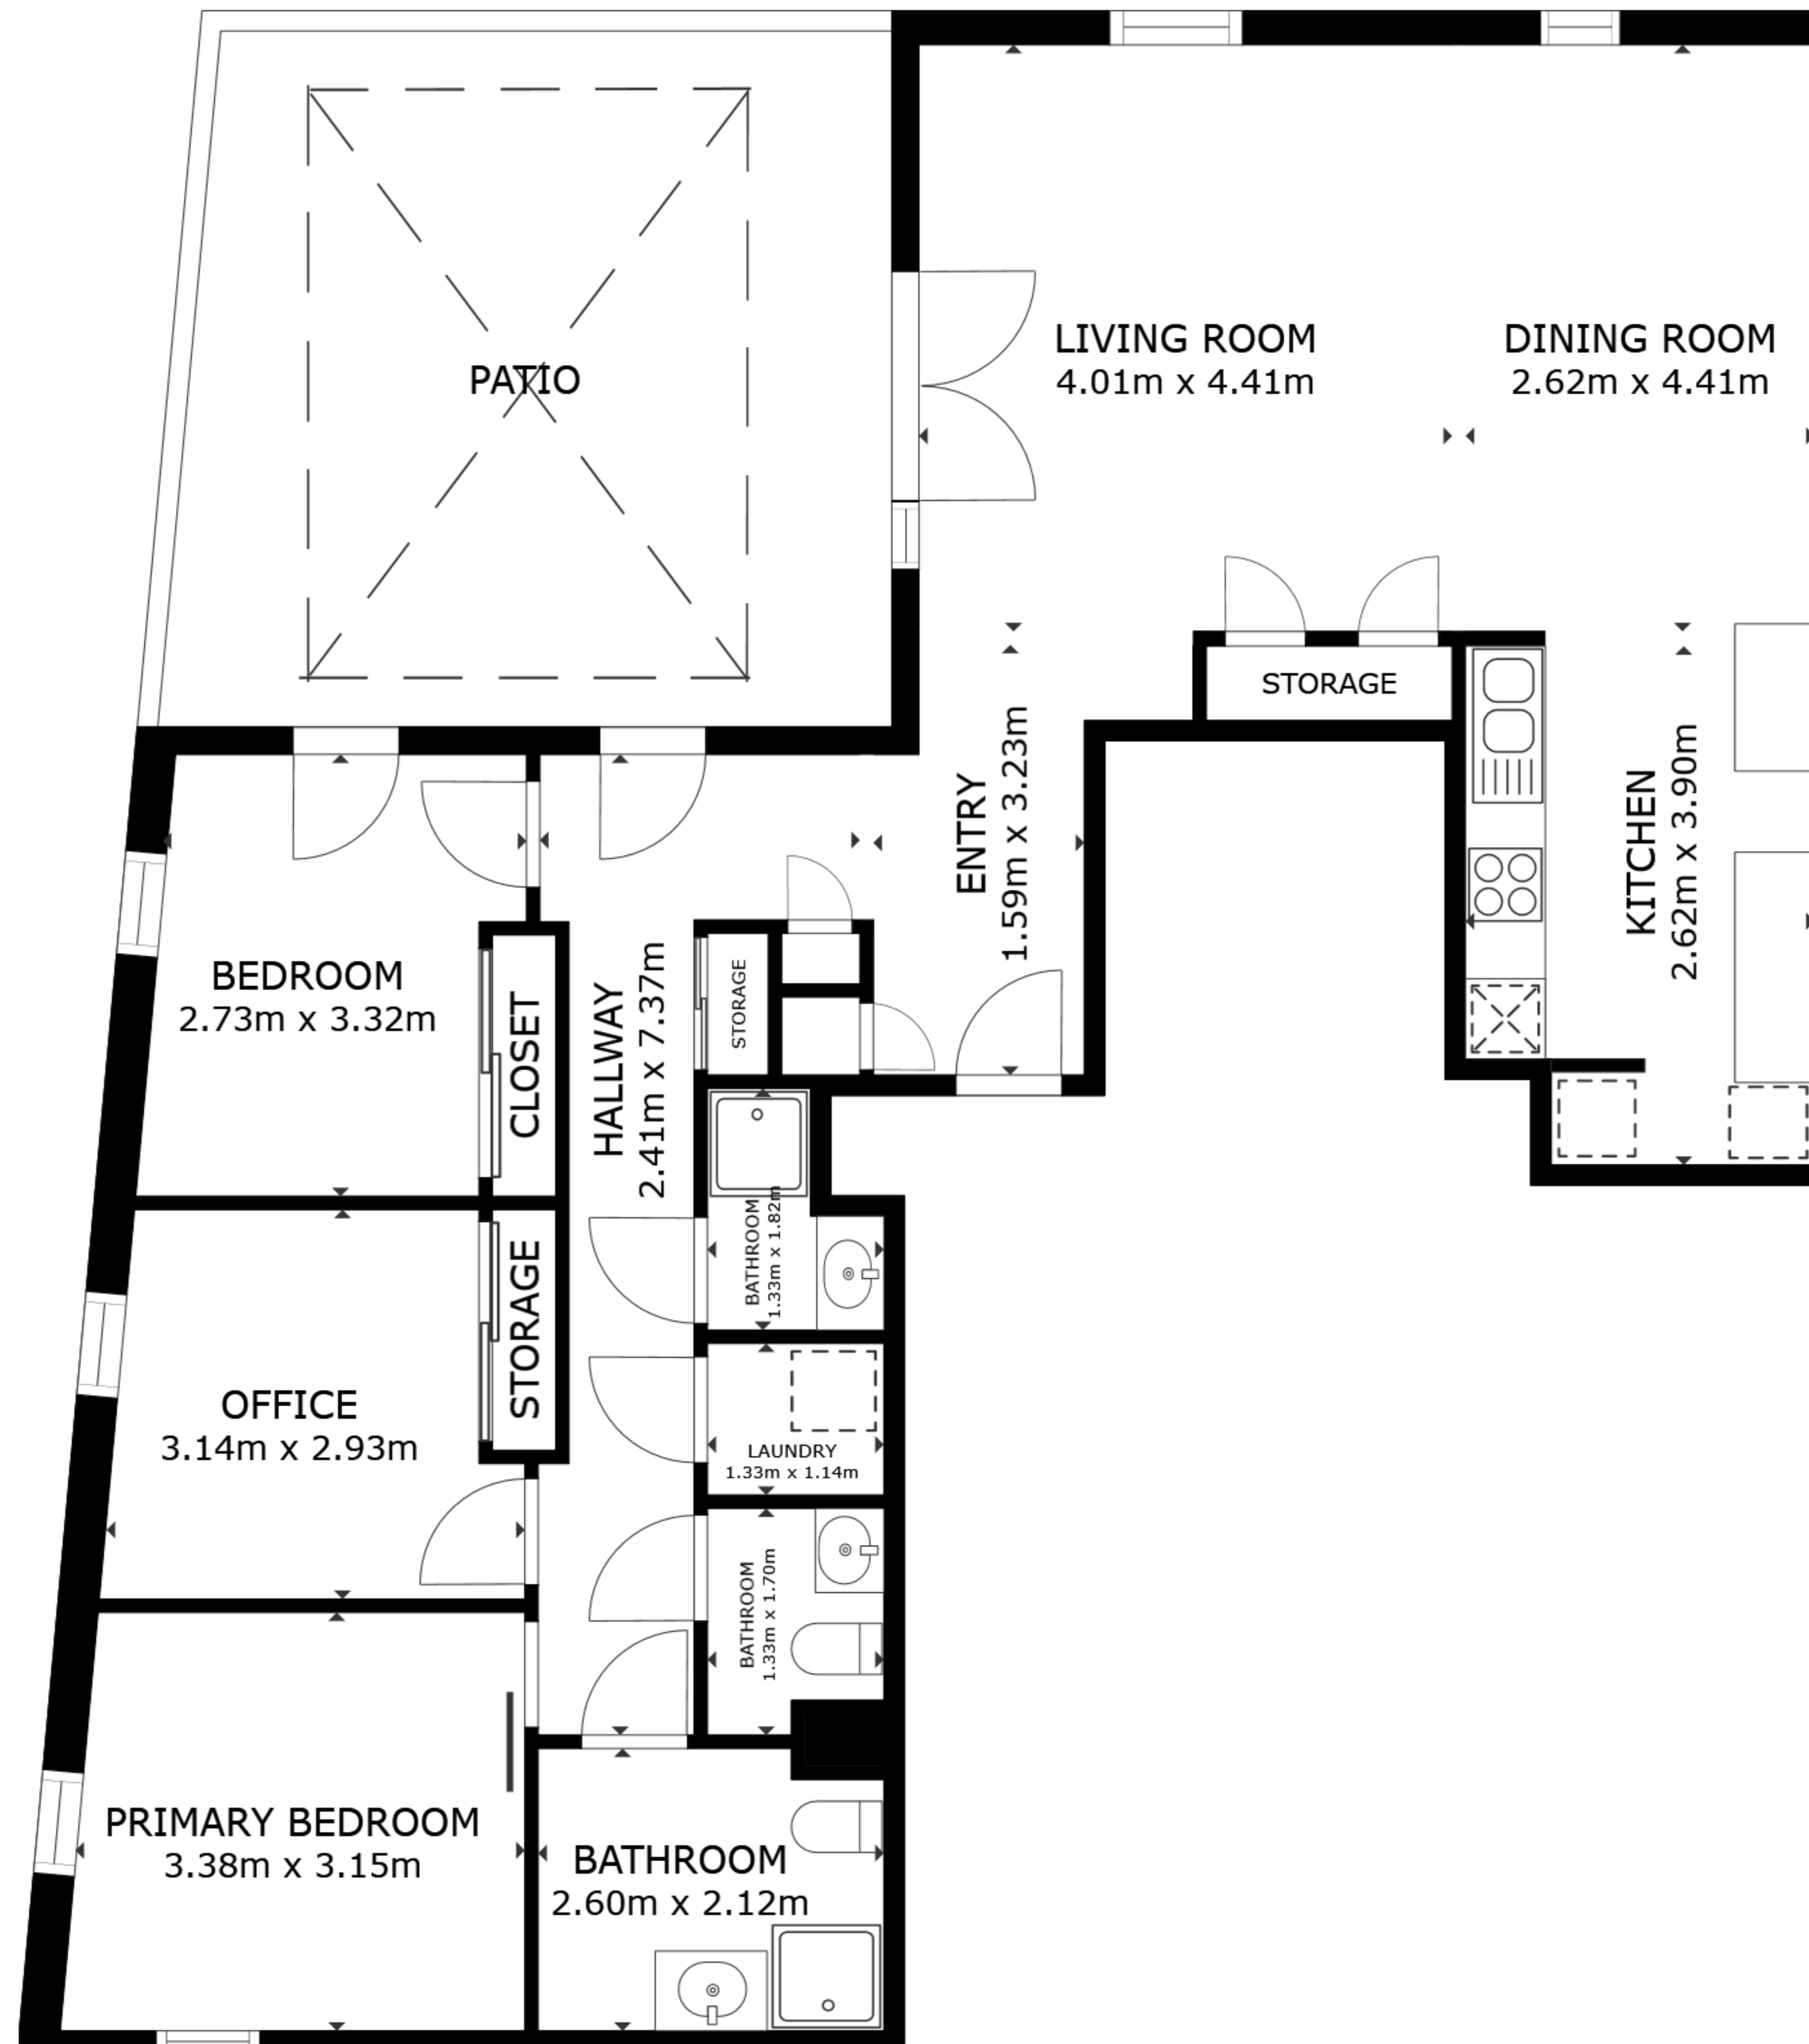 PATIO
LIVING ROOM
4.01m x 4.41m
DINING ROOM
2.62m x 4.41m
STORAGE
ENTRY
1.59m x 3.23m
KITCHEN
2.62m x 3.90m
BEDROOM
2.73m x 3.32m
CLOSET
HALLWAY
2.41m x 7.37m
STORAGE
BATHROOM
1.33m x 1.82m
STORAGE
OFFICE
3.14m x 2.93m
LAUNDRY
1.33m x 1.14m
BATHROOM
1.33m x 1.70m
PRIMARY BEDROOM
3.38m x 3.15m
BATHROOM
2.60m x 2.12m